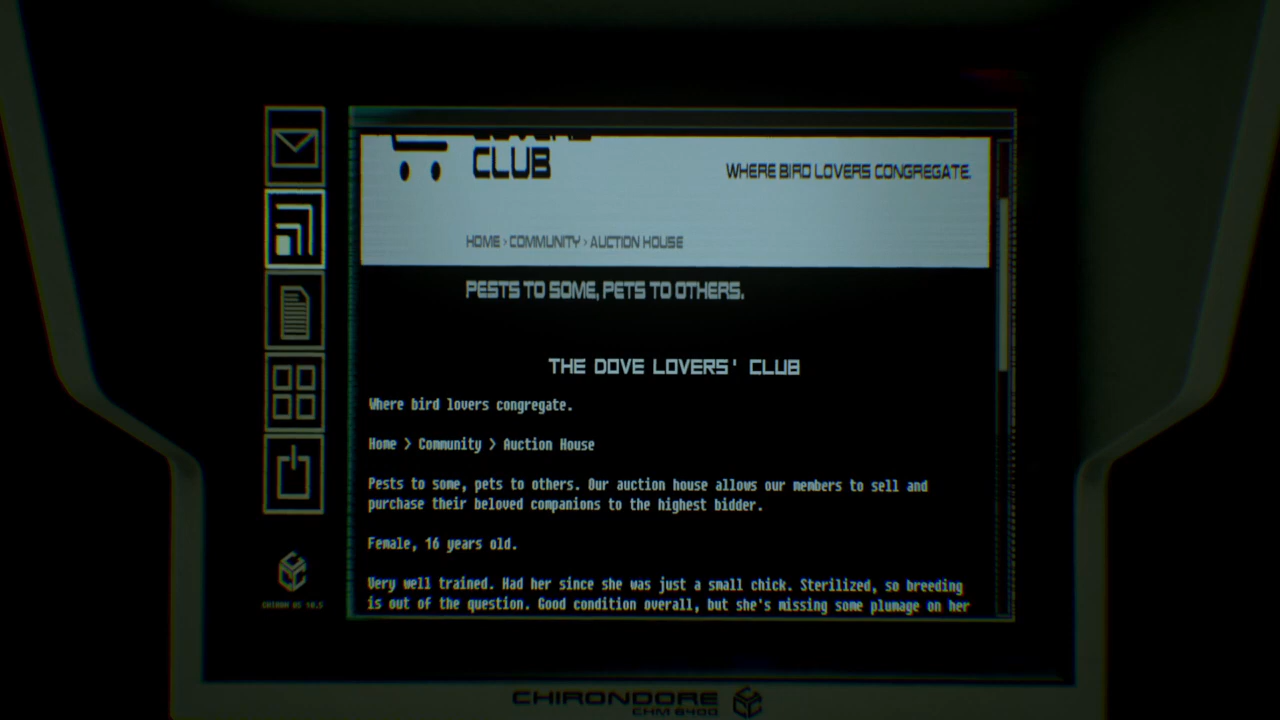 CLUB
WHERE BIRD LOVERS CONGREGATE.
HOME › COMMUNITY › AUCTION HOUSE
PESTS TO SOME, PETS TO OTHERS.
THE DOVE LOVERS' CLUB
Where bird lovers congregate.
Home > Community > Auction House
Pests to some, pets to others. Our auction house allows our members to sell and
purchase their beloved companions to the highest bidder.
Female, 16 years old.
Very well trained. Had her since she was just a small chick. Sterilized, so breeding
is out of the question. Good condition overall, but she's missing some plumage on her
CHIRON OS 10.5
CHIRONDORE
CHM 6400